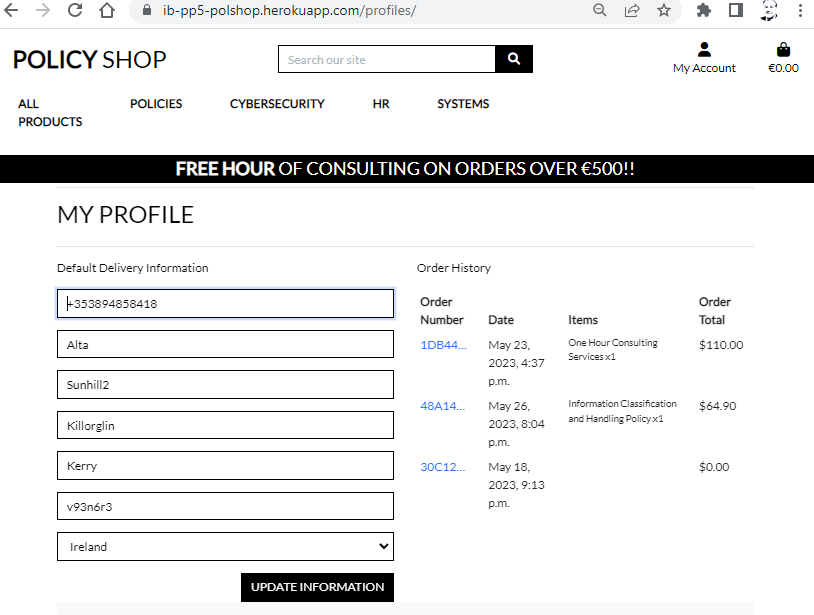 ib-pp5-polshop.herokuapp.com/profiles/
POLICY SHOP
Search our site
My Account
€0.00
ALL
PRODUCTS
POLICIES
CYBERSECURITY
HR
SYSTEMS
FREE HOUR OF CONSULTING ON ORDERS OVER €500!!
MY PROFILE
Default Delivery Information
+353894858418
Alta
Sunhill2
Killorglin
Kerry
v93n6r3
Ireland
UPDATE INFORMATION
Order History
Order
Number
Date
Items
Order
Total
1DB44...
May 23,
2023, 4:37
p.m.
One Hour Consulting
Services x1
$110.00
48A14...
May 26,
2023, 8:04
p.m.
Information Classification
and Handling Policy x1
$64.90
30C12...
May 18,
2023, 9:13
p.m.
$0.00